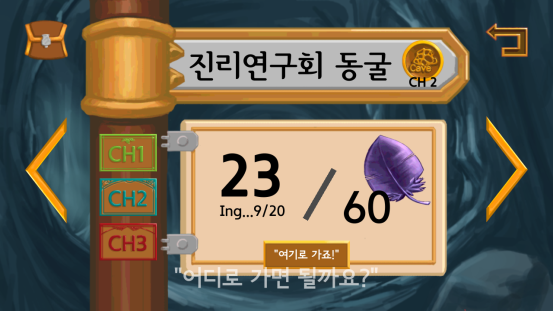 진리연구회 동굴
Cave
CH 2
CH1
CH2
CH3
23 / 60
Ing...9/20
"여기로 가죠!"
"어디로 가면 될까요?"